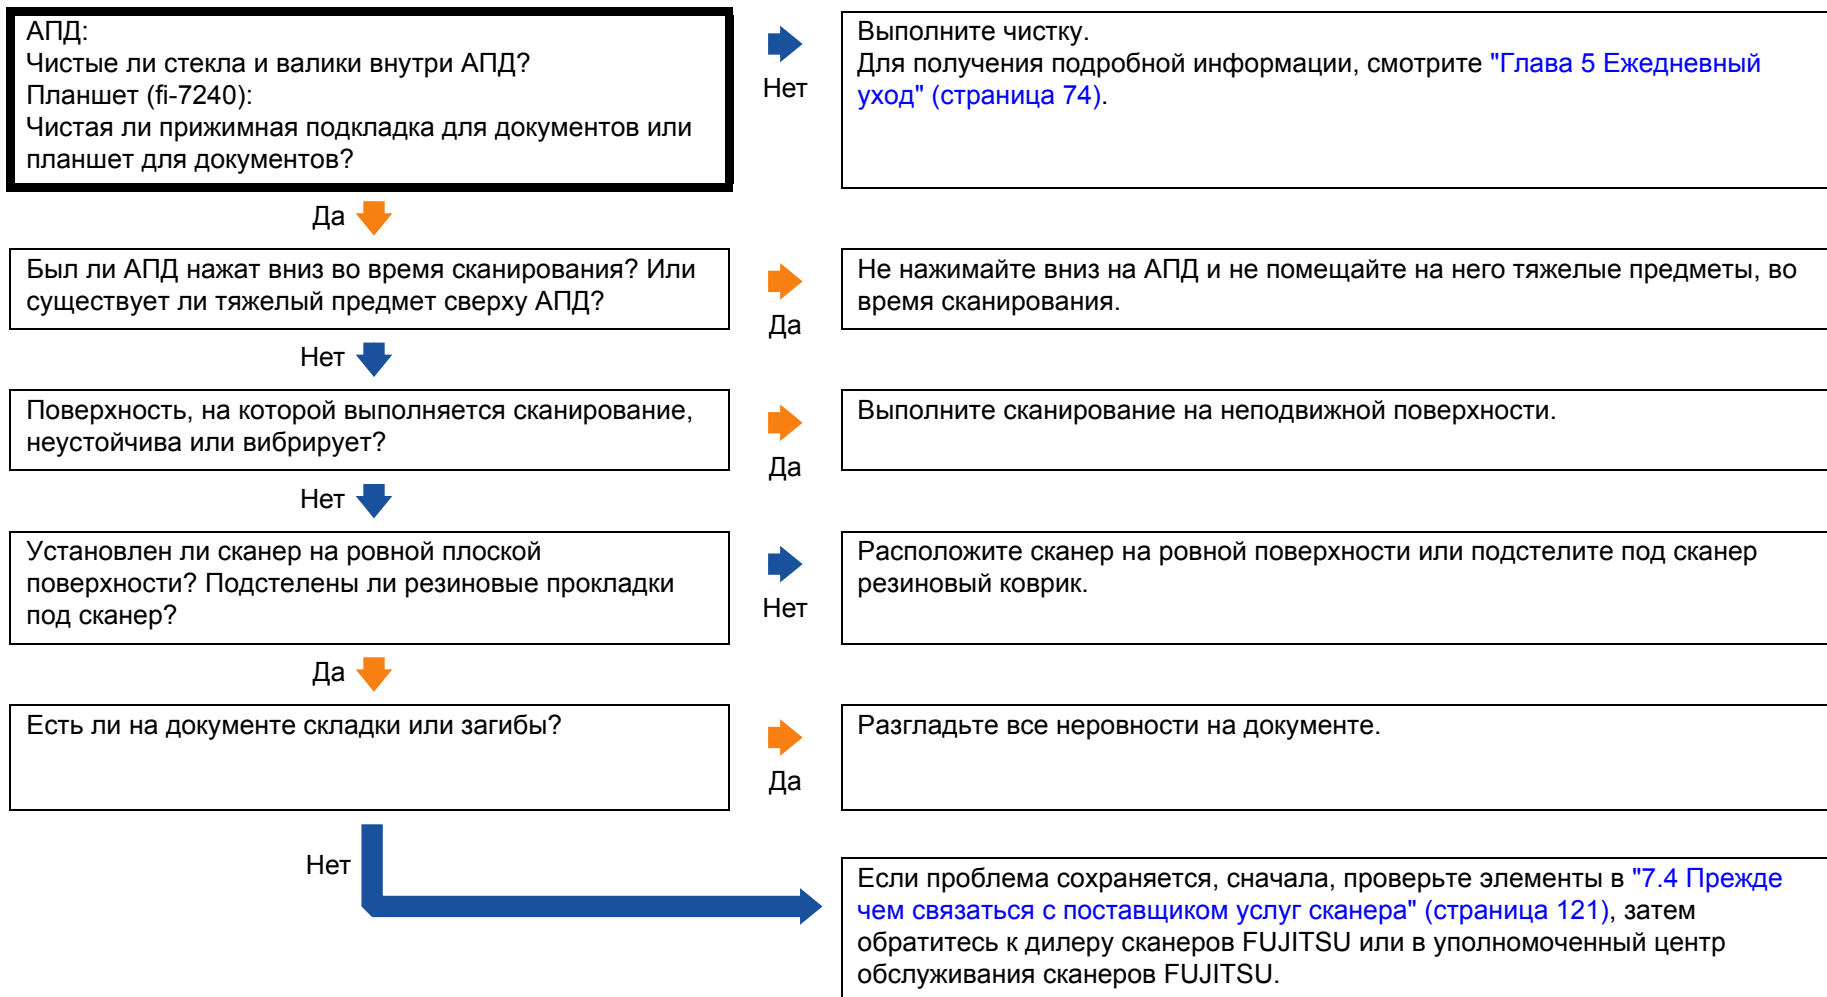 АПД:
Чистые ли стекла и валики внутри АПД?
Планшет (fi-7240):
Чистая ли прижимная подкладка для документов или
планшет для документов?
Нет
Выполните чистку.
Для получения подробной информации, смотрите "Глава 5 Ежедневный
уход" (страница 74).
Да
Был ли АПД нажат вниз во время сканирования? Или
существует ли тяжелый предмет сверху АПД?
Да
Не нажимайте вниз на АПД и не помещайте на него тяжелые предметы, во
время сканирования.
Нет
Поверхность, на которой выполняется сканирование,
неустойчива или вибрирует?
Да
Выполните сканирование на неподвижной поверхности.
Нет
Установлен ли сканер на ровной плоской
поверхности? Подстелены ли резиновые прокладки
под сканер?
Нет
Расположите сканер на ровной поверхности или подстелите под сканер
резиновый коврик.
Да
Есть ли на документе складки или загибы?
Да
Разгладьте все неровности на документе.
Нет
Если проблема сохраняется, сначала, проверьте элементы в "7.4 Прежде
чем связаться с поставщиком услуг сканера" (страница 121), затем
обратитесь к дилеру сканеров FUJITSU или в уполномоченный центр
обслуживания сканеров FUJITSU.